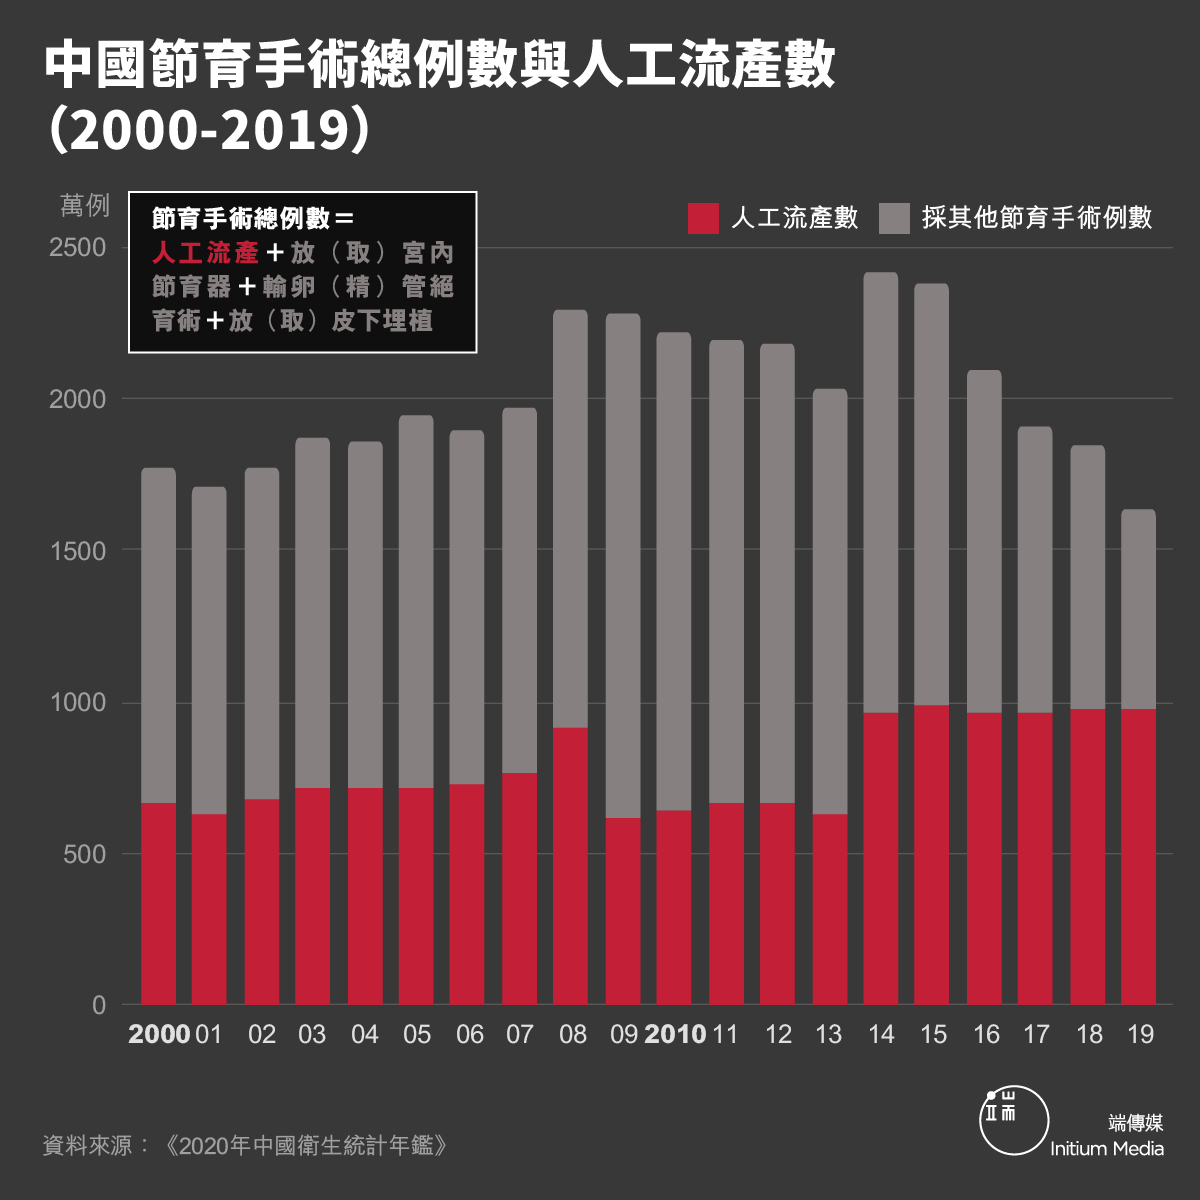 中國節育手術總例數與人工流產數
（2000-2019）
萬例
節育手術總例數＝
人工流產＋放（取）宮內
節育器＋輸卵（精）管絕
育術＋放（取）皮下埋植
人工流產數 採其他節育手術例數
2500
2000
1500
1000
500
0
2000 01 02 03 04 05 06 07 08 09 2010 11 12 13 14 15 16 17 18 19
資料來源：《2020年中國衛生統計年鑑》
端
端傳媒
Initium Media